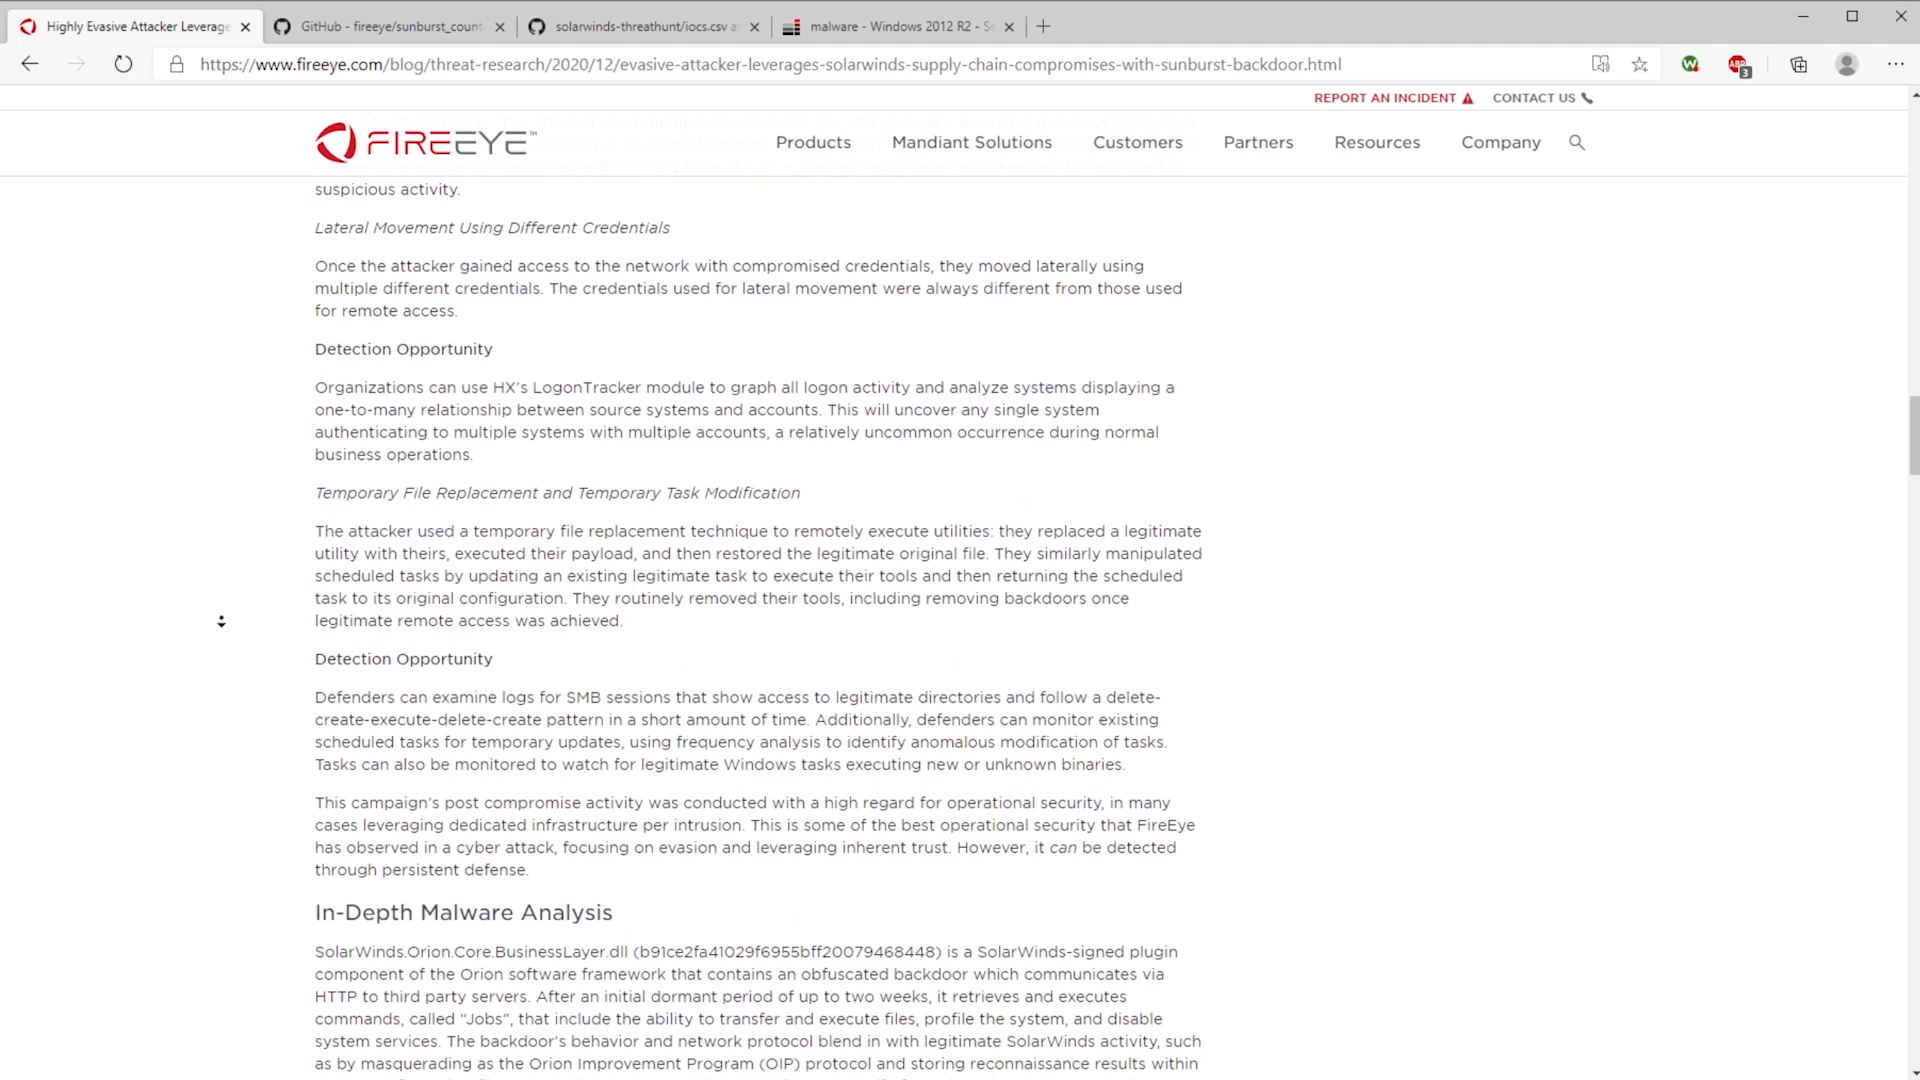 Highly Evasive Attacker Leverage
GitHub - fireeye/sunburst_count
solarwinds-threathunt/iocs.csv a
malware - Windows 2012 R2 - S
https://www.fireeye.com/blog/threat-research/2020/12/evasive-attacker-leverages-solarwinds-supply-chain-compromises-with-sunburst-backdoor.html
ABP
3
REPORT AN INCIDENT
CONTACT US
FIREEYE™
Products
Mandiant Solutions
Customers
Partners
Resources
Company
suspicious activity.
Lateral Movement Using Different Credentials
Once the attacker gained access to the network with compromised credentials, they moved laterally using
multiple different credentials. The credentials used for lateral movement were always different from those used
for remote access.
Detection Opportunity
Organizations can use HX’s LogonTracker module to graph all logon activity and analyze systems displaying a
one-to-many relationship between source systems and accounts. This will uncover any single system
authenticating to multiple systems with multiple accounts, a relatively uncommon occurrence during normal
business operations.
Temporary File Replacement and Temporary Task Modification
The attacker used a temporary file replacement technique to remotely execute utilities: they replaced a legitimate
utility with theirs, executed their payload, and then restored the legitimate original file. They similarly manipulated
scheduled tasks by updating an existing legitimate task to execute their tools and then returning the scheduled
task to its original configuration. They routinely removed their tools, including removing backdoors once
legitimate remote access was achieved.
Detection Opportunity
Defenders can examine logs for SMB sessions that show access to legitimate directories and follow a delete-
create-execute-delete-create pattern in a short amount of time. Additionally, defenders can monitor existing
scheduled tasks for temporary updates, using frequency analysis to identify anomalous modification of tasks.
Tasks can also be monitored to watch for legitimate Windows tasks executing new or unknown binaries.
This campaign’s post compromise activity was conducted with a high regard for operational security, in many
cases leveraging dedicated infrastructure per intrusion. This is some of the best operational security that FireEye
has observed in a cyber attack, focusing on evasion and leveraging inherent trust. However, it can be detected
through persistent defense.
In-Depth Malware Analysis
SolarWinds.Orion.Core.BusinessLayer.dll (b91ce2fa41029f6955bff20079468448) is a SolarWinds-signed plugin
component of the Orion software framework that contains an obfuscated backdoor which communicates via
HTTP to third party servers. After an initial dormant period of up to two weeks, it retrieves and executes
commands, called “Jobs”, that include the ability to transfer and execute files, profile the system, and disable
system services. The backdoor’s behavior and network protocol blend in with legitimate SolarWinds activity, such
as by masquerading as the Orion Improvement Program (OIP) protocol and storing reconnaissance results within